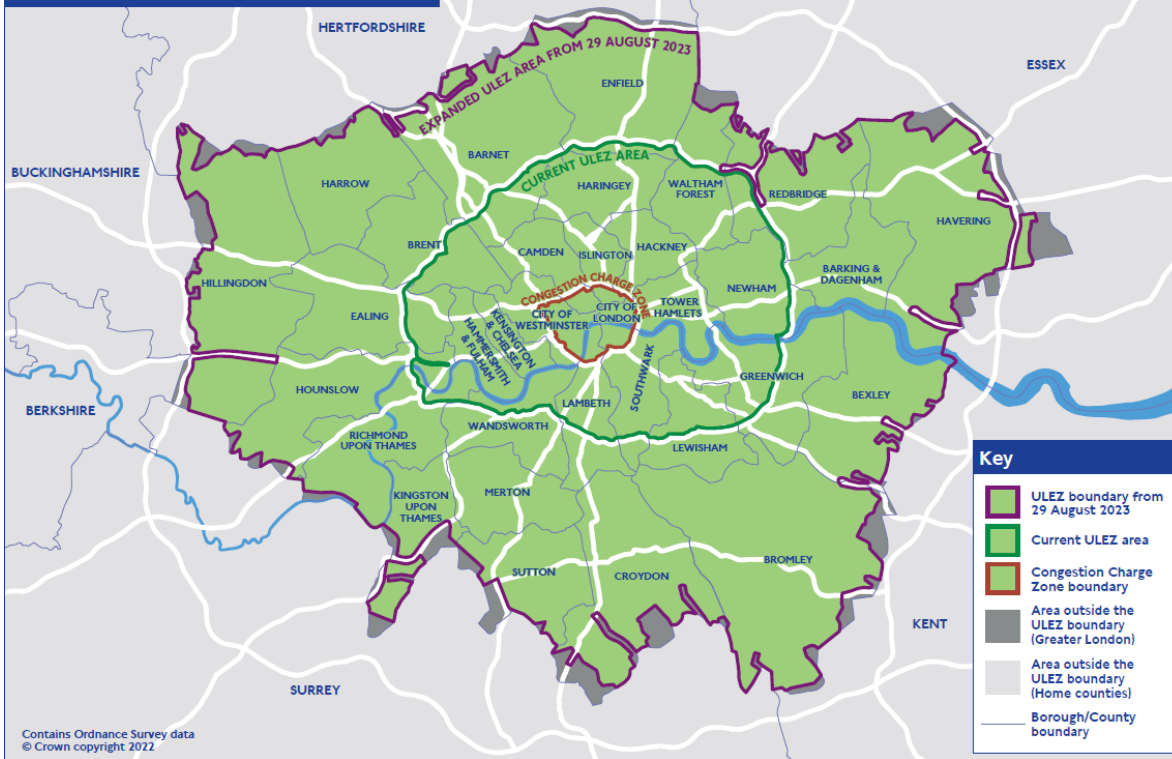 HERTFORDSHIRE
ESSEX
EXPANDED ULEZ AREA FROM 29 AUGUST 2023
ENFIELD
BARNET
CURRENT ULEZ AREA
BUCKINGHAMSHIRE
HARROW
HARINGEY
WALTHAM
FOREST
REDBRIDGE
HAVERING
BRENT
CAMDEN
ISLINGTON
HACKNEY
HILLINGDON
CONGESTION CHARGE ZONE
BARKING &
DAGENHAM
NEWHAM
EALING
KENSINGTON
& CHELSEA
HAMMERSMITH
& FULHAM
CITY OF
WESTMINSTER
CITY OF
LONDON
TOWER
HAMLETS
HOUNSLOW
SOUTHWARK
GREENWICH
BEXLEY
BERKSHIRE
LAMBETH
WANDSWORTH
RICHMOND
UPON THAMES
LEWISHAM
KINGSTON
UPON
THAMES
MERTON
SUTTON
CROYDON
BROMLEY
KENT
SURREY
Key
ULEZ boundary from
29 August 2023
Current ULEZ area
Congestion Charge
Zone boundary
Area outside the
ULEZ boundary
(Greater London)
Area outside the
ULEZ boundary
(Home counties)
Borough/County
boundary
Contains Ordnance Survey data
© Crown copyright 2022